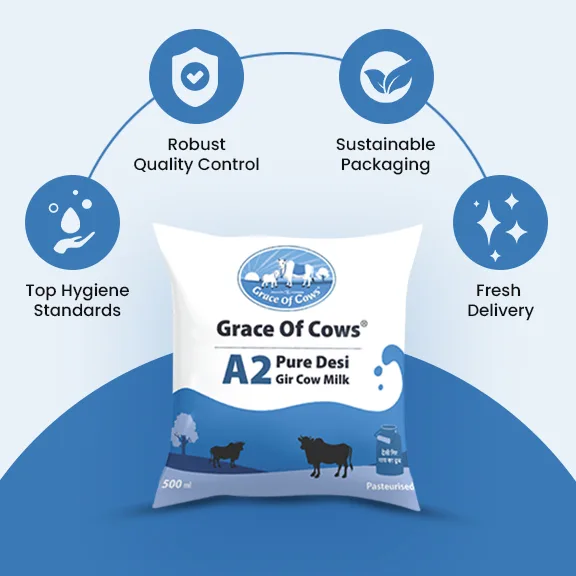 Robust
Quality Control
Sustainable
Packaging
Top Hygiene
Standards
Fresh
Delivery
Grace Of Cows
Grace Of Cows®
A2 Pure Desi
Gir Cow Milk
देसी गिर
गाय का दूध
500 ml
Pasteurised